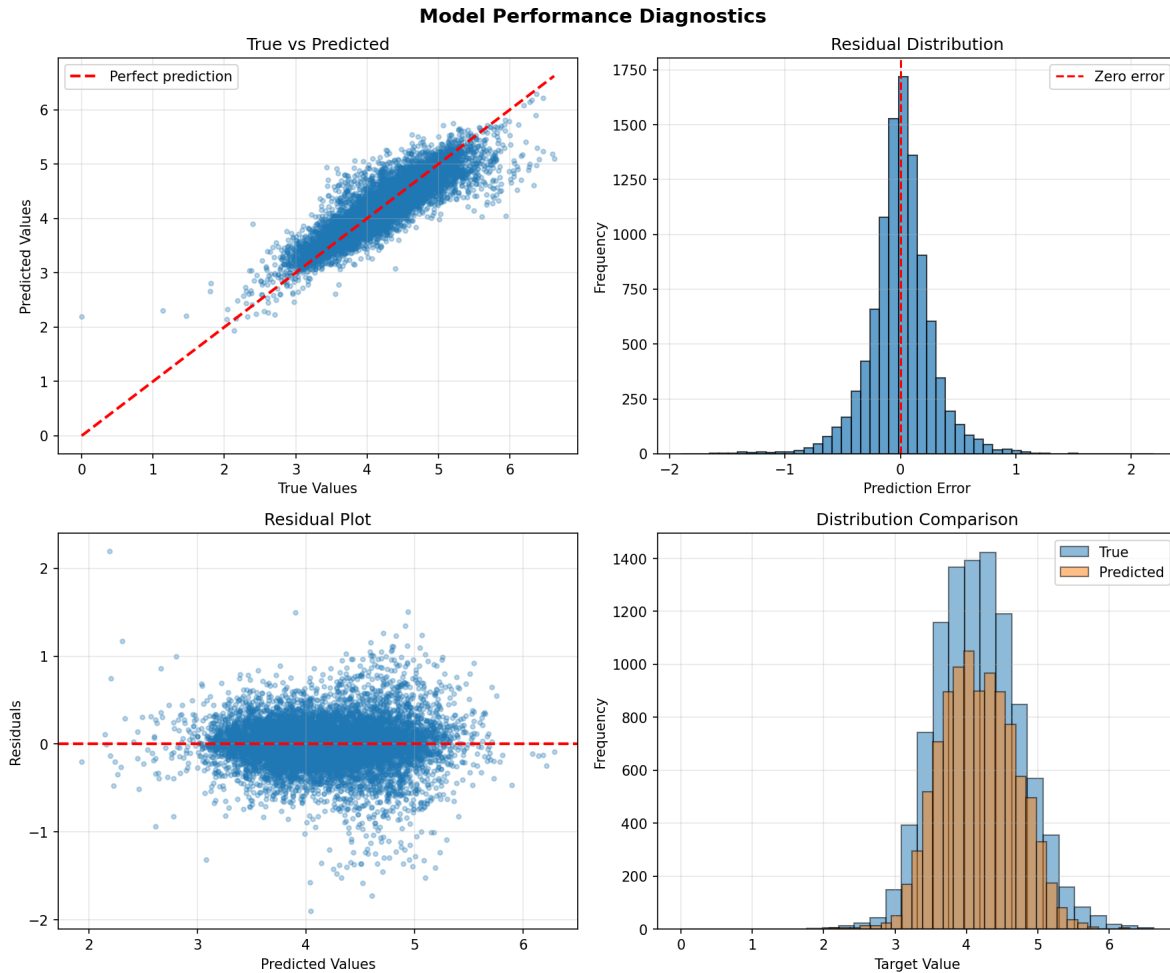 Model Performance Diagnostics
True vs Predicted
Perfect prediction
6
5
4
3
2
1
0
Predicted Values
0 1 2 3 4 5 6
True Values
Residual Distribution
Zero error
1750
1500
1250
1000
750
500
250
0
Frequency
−2 −1 0 1 2
Prediction Error
Residual Plot
2
1
0
−1
−2
Residuals
2 3 4 5 6
Predicted Values
Distribution Comparison
True
Predicted
1400
1200
1000
800
600
400
200
0
Frequency
0 1 2 3 4 5 6
Target Value